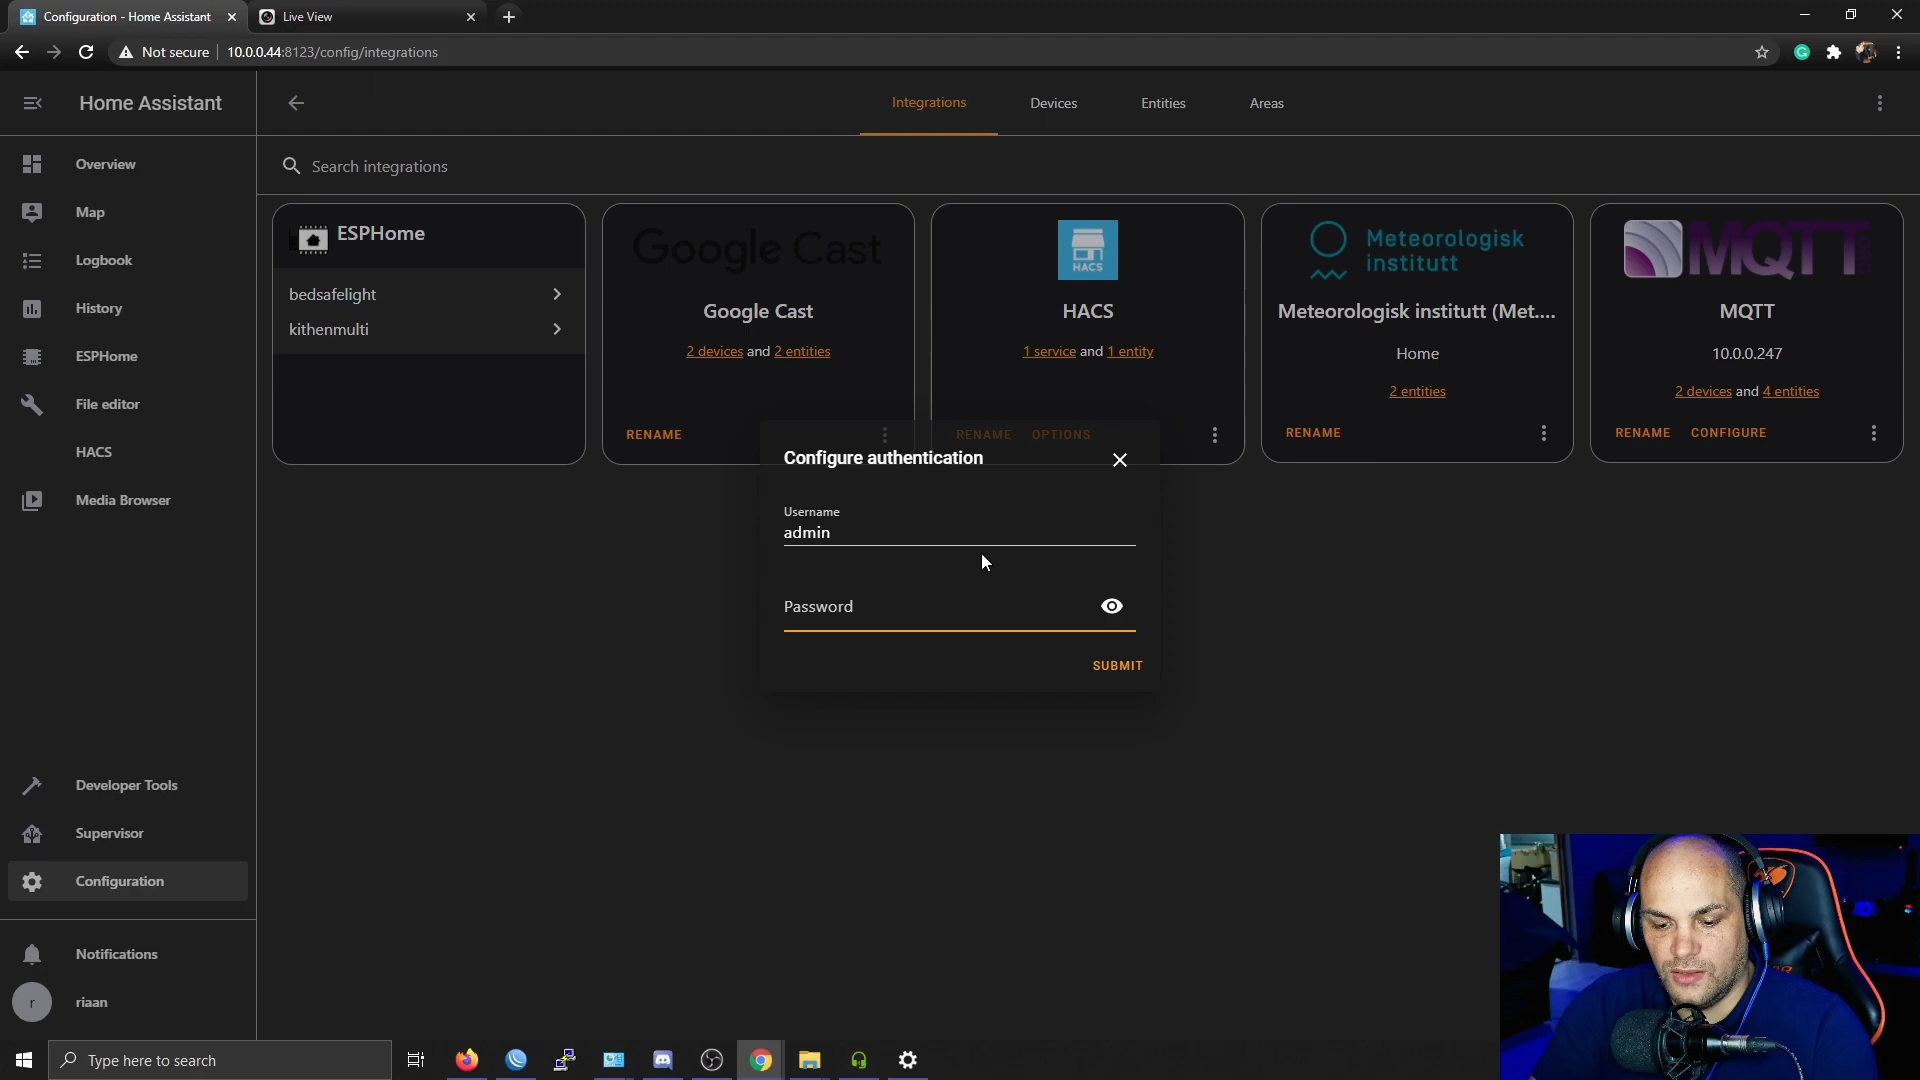 Configuration - Home Assistant
Live View
Not secure
10.0.0.44:8123/config/integrations
Home Assistant
Integrations
Devices
Entities
Areas
Search integrations
Overview
Map
Logbook
History
ESPHome
File editor
HACS
Media Browser
Developer Tools
Supervisor
Configuration
Notifications
r
riaan
ESPHome
bedsafelight
kithenmulti
Google Cast
Google Cast
2 devices and 2 entities
RENAME
HACS
HACS
1 service and 1 entity
RENAME OPTIONS
Meteorologisk
institutt
Meteorologisk institutt (Met....
Home
2 entities
RENAME
MQTT
MQTT
10.0.0.247
2 devices and 4 entities
RENAME CONFIGURE
Configure authentication
Username
admin
Password
SUBMIT
Type here to search